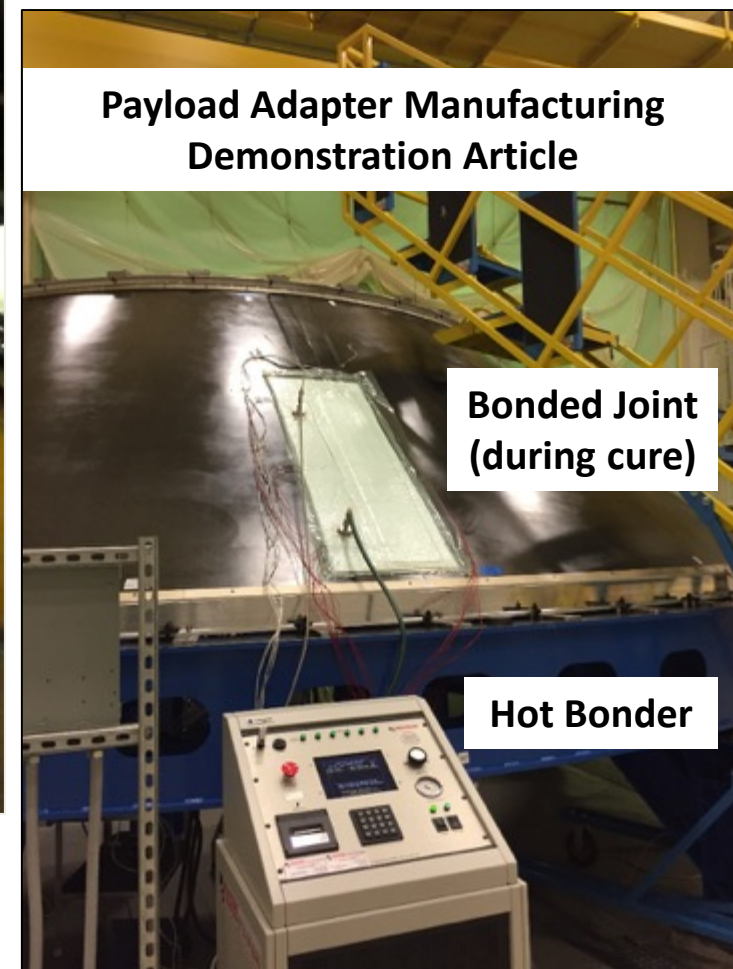 Payload Adapter Manufacturing
Demonstration Article
Bonded Joint
(during cure)
Hot Bonder